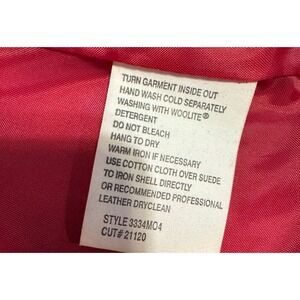 TURN GARMENT INSIDE OUT
HAND WASH COLD SEPARATELY
WASHING WITH WOOLITE®
DETERGENT
DO NOT BLEACH
HANG TO DRY
WARM IRON IF NECESSARY
USE COTTON CLOTH OVER SUEDE
TO IRON SHELL DIRECTLY
OR RECOMMENDED PROFESSIONAL
LEATHER DRYCLEAN
STYLE 3334MO4
CUT# 21120